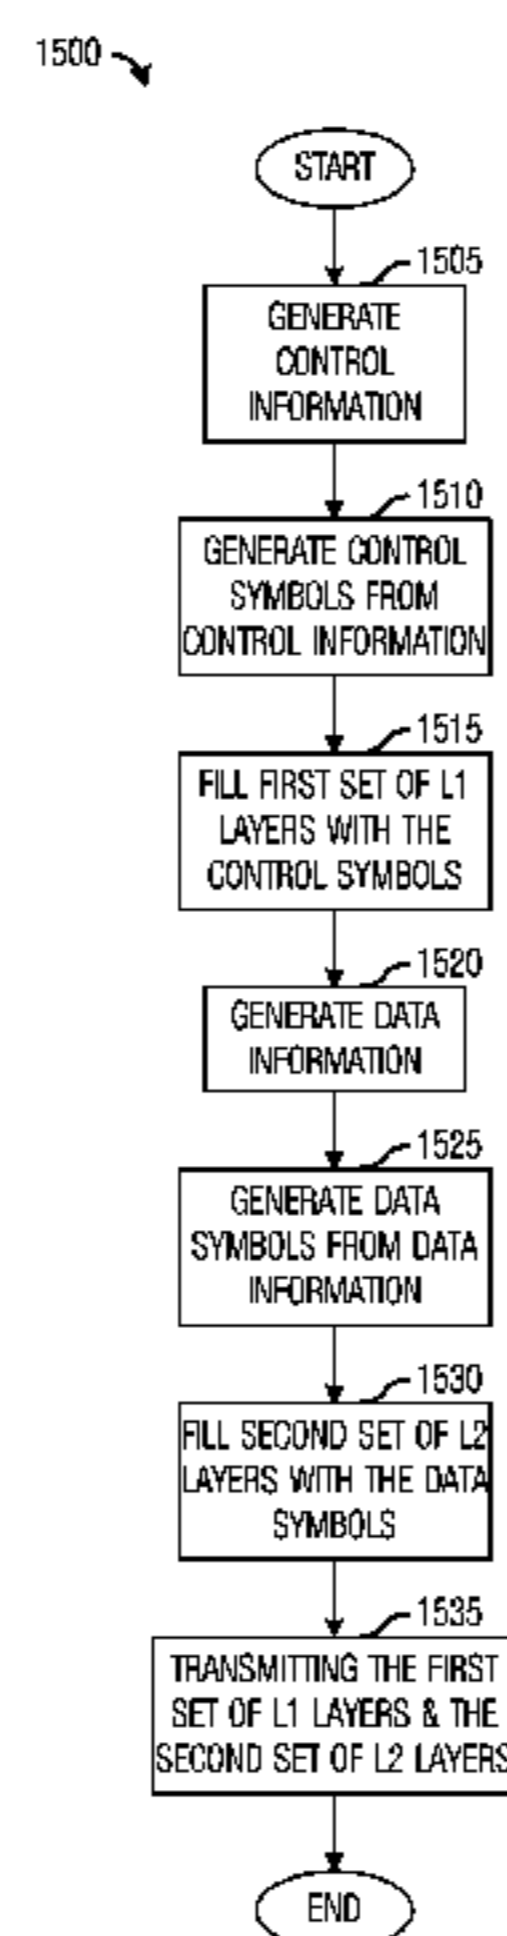 1500
START
1505
GENERATE
CONTROL
INFORMATION
1510
GENERATE CONTROL
SYMBOLS FROM
CONTROL INFORMATION
1515
FILL FIRST SET OF L1
LAYERS WITH THE
CONTROL SYMBOLS
1520
GENERATE DATA
INFORMATION
1525
GENERATE DATA
SYMBOLS FROM DATA
INFORMATION
1530
FILL SECOND SET OF L2
LAYERS WITH THE DATA
SYMBOLS
1535
TRANSMITTING THE FIRST
SET OF L1 LAYERS & THE
SECOND SET OF L2 LAYERS
END